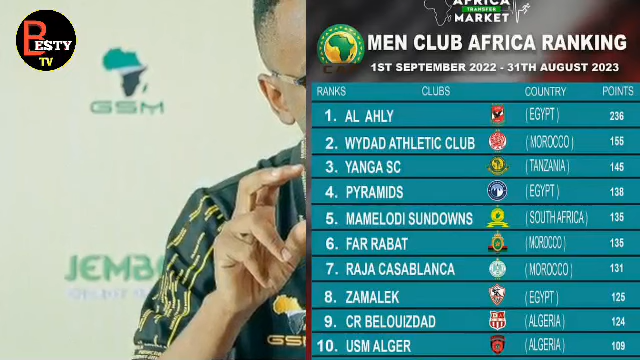 BESTY
TV
GSM
JEMB
GSM
AFRICA
TRANSFER
MARKET
MEN CLUB AFRICA RANKING
1ST SEPTEMBER 2022 - 31TH AUGUST 2023
RANKS CLUBS COUNTRY POINTS
1. AL AHLY (EGYPT) 236
2. WYDAD ATHLETIC CLUB (MOROCCO) 155
3. YANGA SC (TANZANIA) 145
4. PYRAMIDS (EGYPT) 138
5. MAMELODI SUNDOWNS (SOUTH AFRICA) 135
6. FAR RABAT (MOROCCO) 135
7. RAJA CASABLANCA (MOROCCO) 131
8. ZAMALEK (EGYPT) 125
9. CR BELOUIZDAD (ALGERIA) 124
10. USM ALGER (ALGERIA) 109